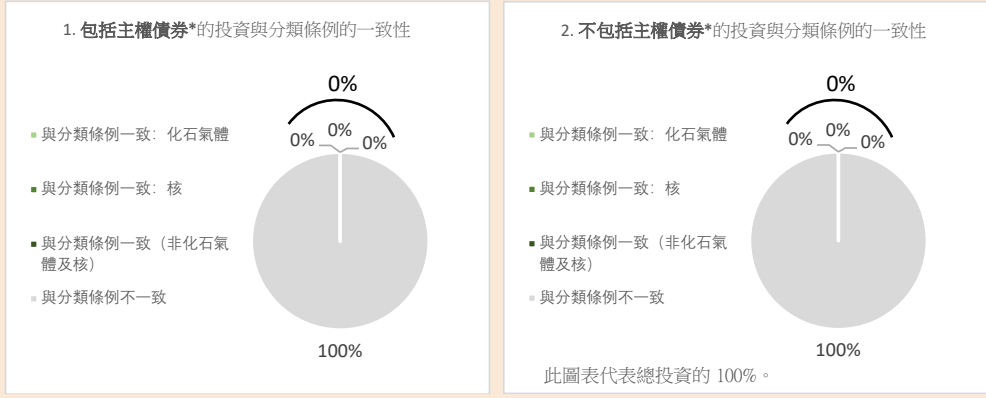 1. 包括主權債券*的投資與分類條例的一致性
0%
0%
0%
0%
與分類條例一致：化石氣體
與分類條例一致：核
與分類條例一致（非化石氣
體及核）
與分類條例不一致
100%
2. 不包括主權債券*的投資與分類條例的一致性
0%
0%
0%
0%
與分類條例一致：化石氣體
與分類條例一致：核
與分類條例一致（非化石氣
體及核）
與分類條例不一致
100%
此圖表代表總投資的 100%。